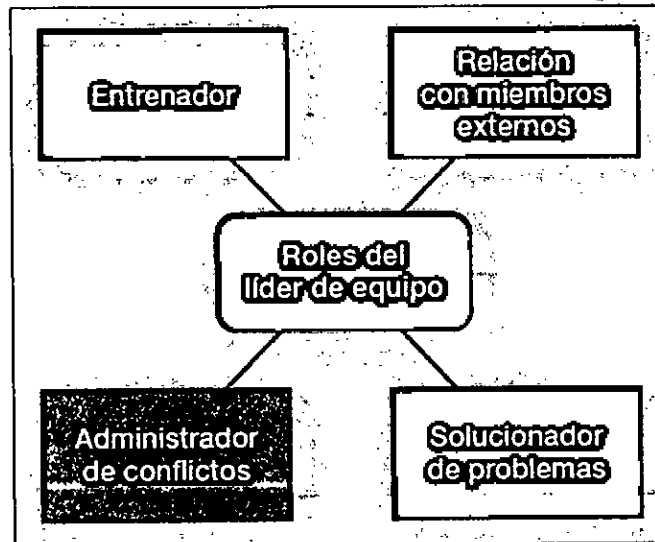 Entrenador
Relación
con miembros
externos
Roles del
líder de equipo
Administrador
de conflictos
Solucionador
de problemas